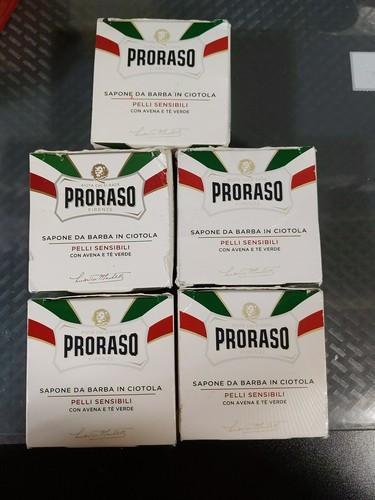 PRORASO
SAPONE DA BARBA IN CIOTOLA
PELLI SENSIBILI
CON AVENA E TÈ VERDE
PRORASO
FIRENZE
SAPONE DA BARBA IN CIOTOLA
PELLI SENSIBILI
CON AVENA E TÈ VERDE
PRORASO
SAPONE DA BARBA IN CIOTOLA
PELLI SENSIBILI
CON AVENA E TÈ VERDE
PRORASO
SAPONE DA BARBA IN CIOTOLA
PELLI SENSIBILI
CON AVENA E TÈ VERDE
PRORASO
SAPONE DA BARBA IN CIOTOLA
PELLI SENSIBILI
CON AVENA E TÈ VERDE